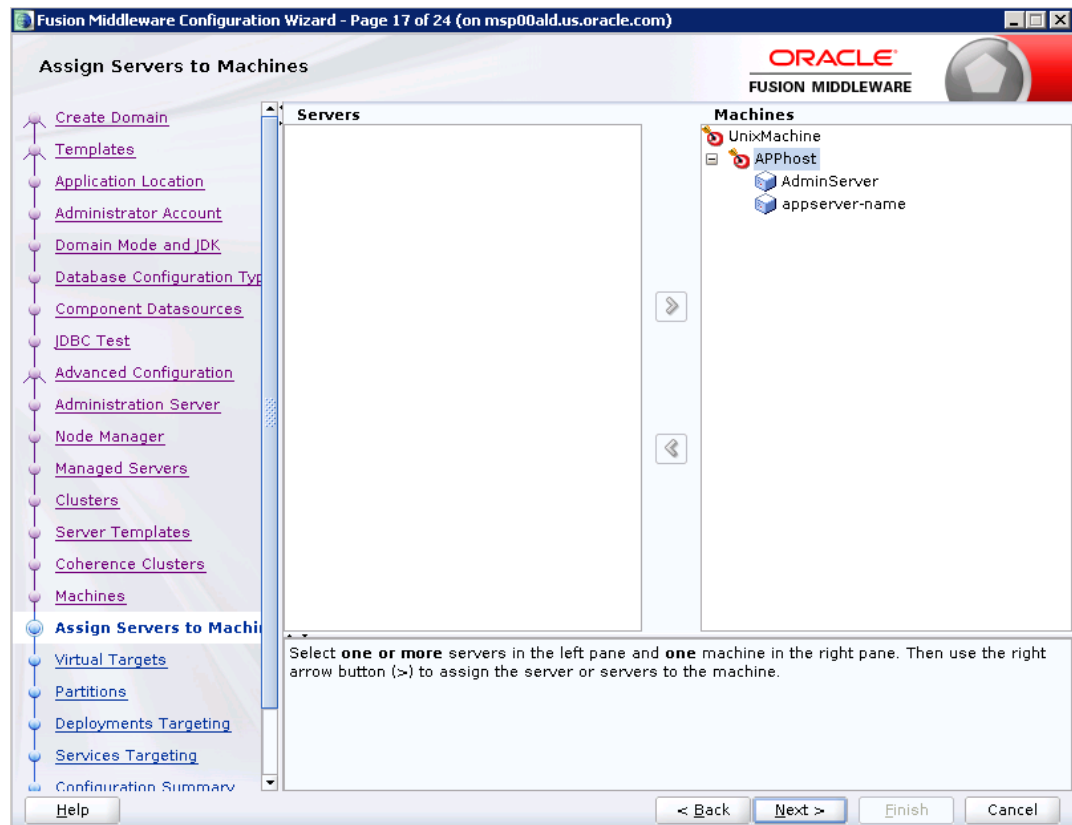 Fusion Middleware Configuration Wizard - Page 17 of 24 (on msp00ald.us.oracle.com)
Assign Servers to Machines
ORACLE
FUSION MIDDLEWARE
Create Domain
Templates
Application Location
Administrator Account
Domain Mode and JDK
Database Configuration Typ
Component Datasources
JDBC Test
Advanced Configuration
Administration Server
Node Manager
Managed Servers
Clusters
Server Templates
Coherence Clusters
Machines
Assign Servers to Machi
Virtual Targets
Partitions
Deployments Targeting
Services Targeting
Configuration Summary
Servers
Machines
UnixMachine
APPhost
AdminServer
appserver-name
Select one or more servers in the left pane and one machine in the right pane. Then use the right
arrow button (>) to assign the server or servers to the machine.
Help
< Back
Next >
Finish
Cancel